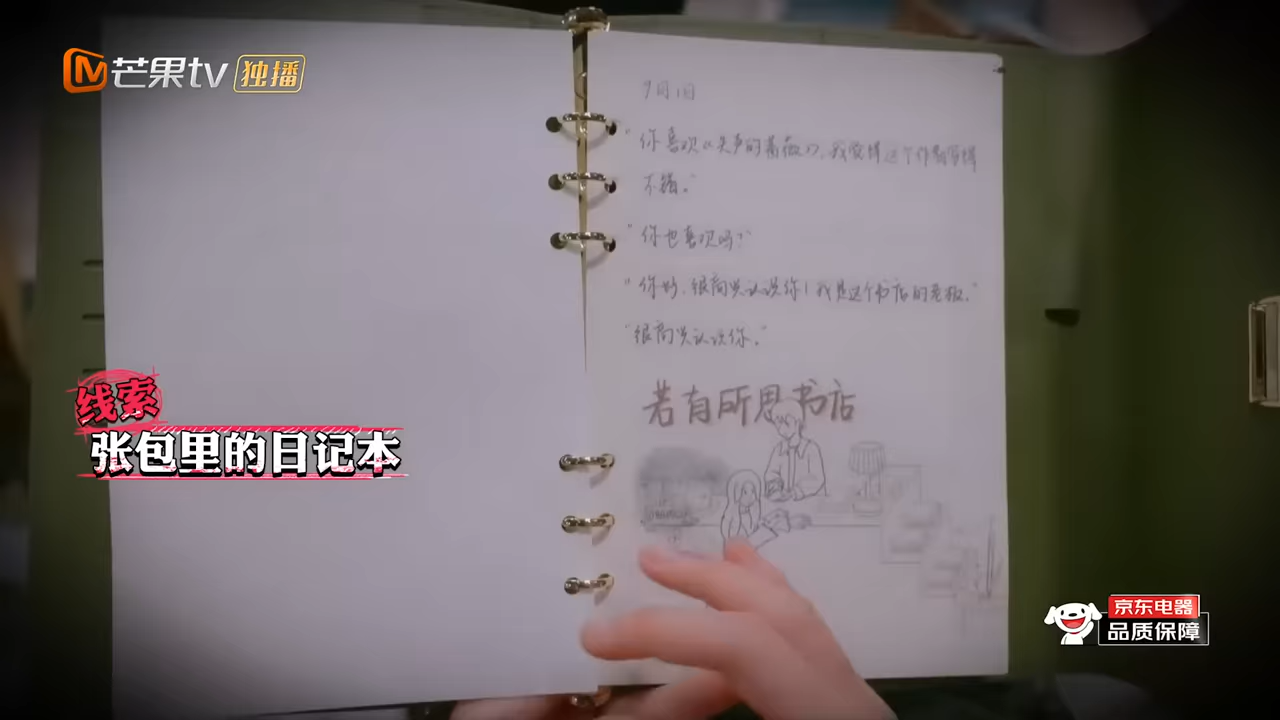 芒果tv 独播
9月1日
"你喜欢《失声的蔷薇》,我觉得这个作者写得
不错。"
"你也喜欢吗?"
"你好,很高兴认识你!我是这个书店的老板。"
"很高兴认识你。"
若有所思书店
线索
张包里的日记本
京东电器
品质保障